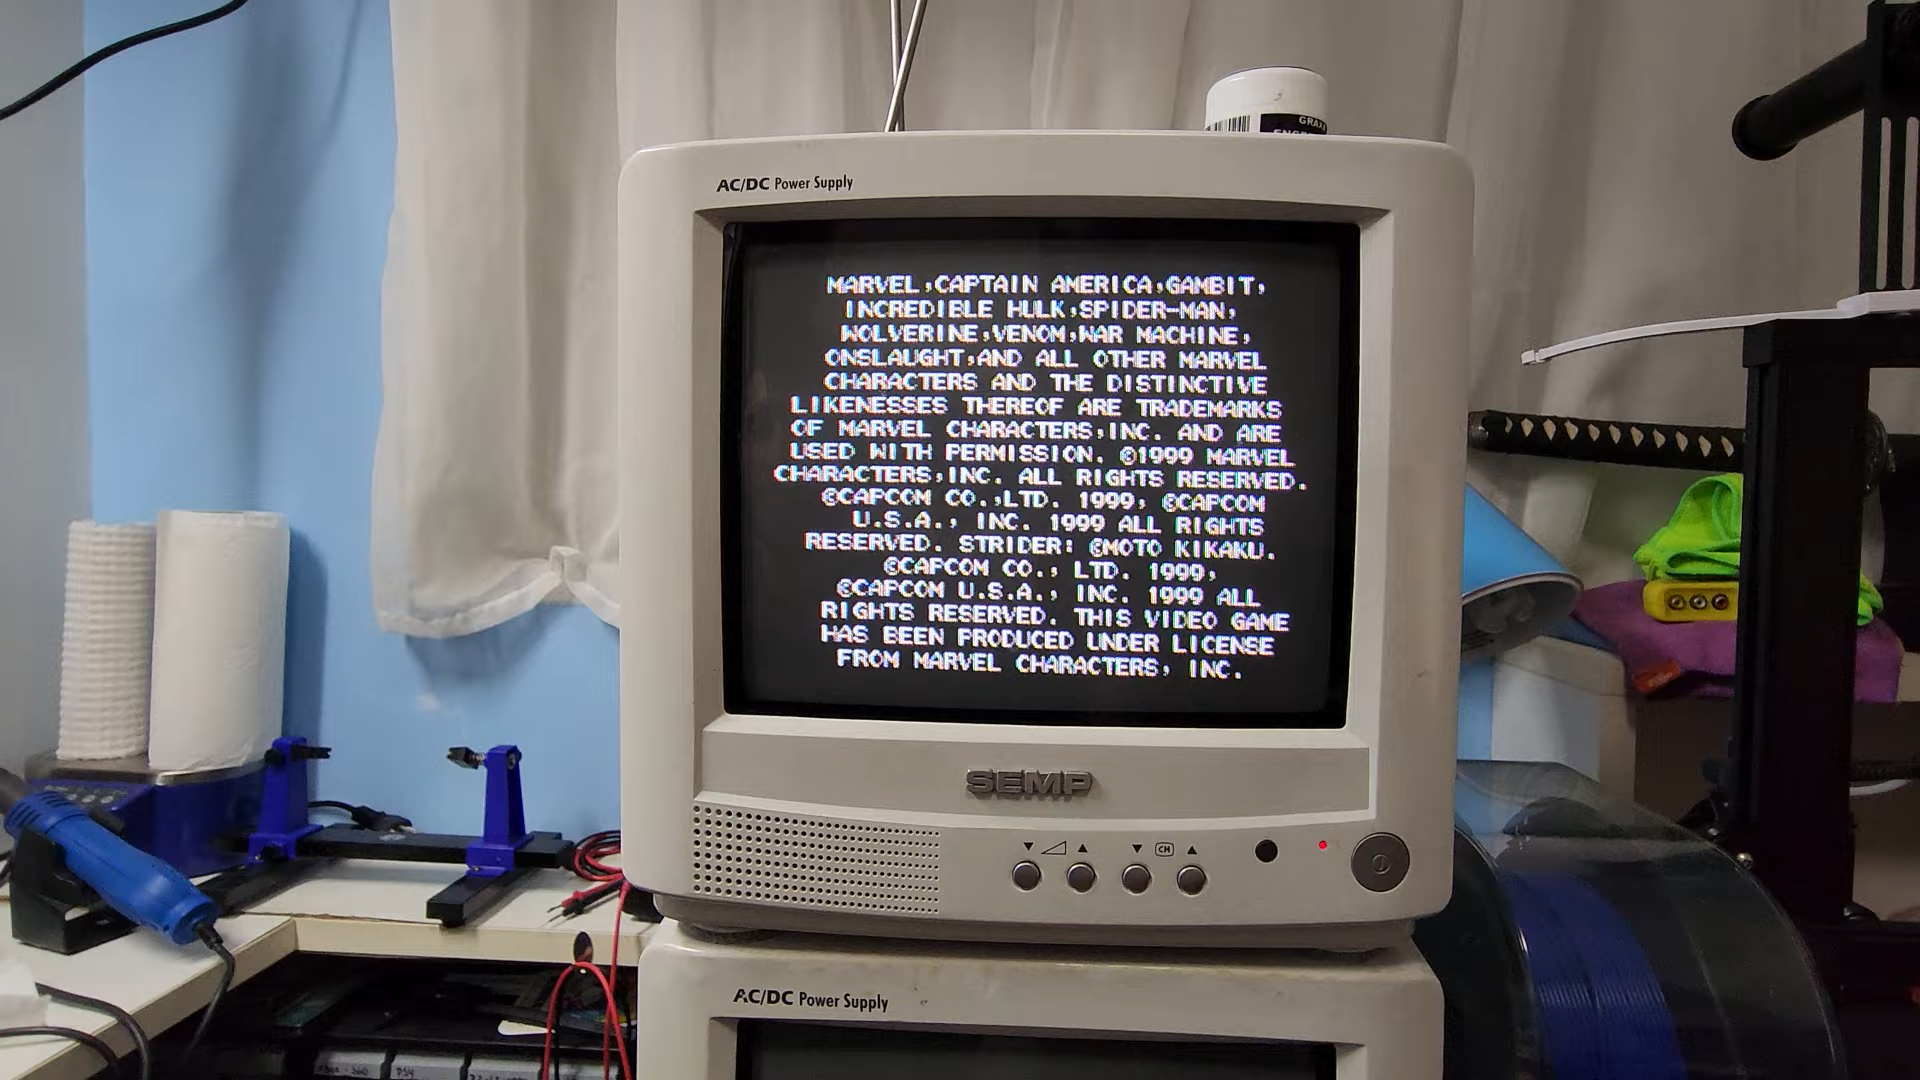 GRAX
AC/DC Power Supply
MARVEL,CAPTAIN AMERICA,GAMBIT,
INCREDIBLE HULK,SPIDER-MAN,
WOLVERINE,VENOM,WAR MACHINE,
ONSLAUGHT,AND ALL OTHER MARVEL
CHARACTERS AND THE DISTINCTIVE
LIKENESSES THEREOF ARE TRADEMARKS
OF MARVEL CHARACTERS,INC. AND ARE
USED WITH PERMISSION. ©1999 MARVEL
CHARACTERS,INC. ALL RIGHTS RESERVED.
©CAPCOM CO.,LTD. 1999, ©CAPCOM
U.S.A., INC. 1999 ALL RIGHTS
RESERVED. STRIDER: ©MOTO KIKAKU.
©CAPCOM CO., LTD. 1999,
©CAPCOM U.S.A., INC. 1999 ALL
RIGHTS RESERVED. THIS VIDEO GAME
HAS BEEN PRODUCED UNDER LICENSE
FROM MARVEL CHARACTERS, INC.
SEMP
CH
AC/DC Power Supply
PS4